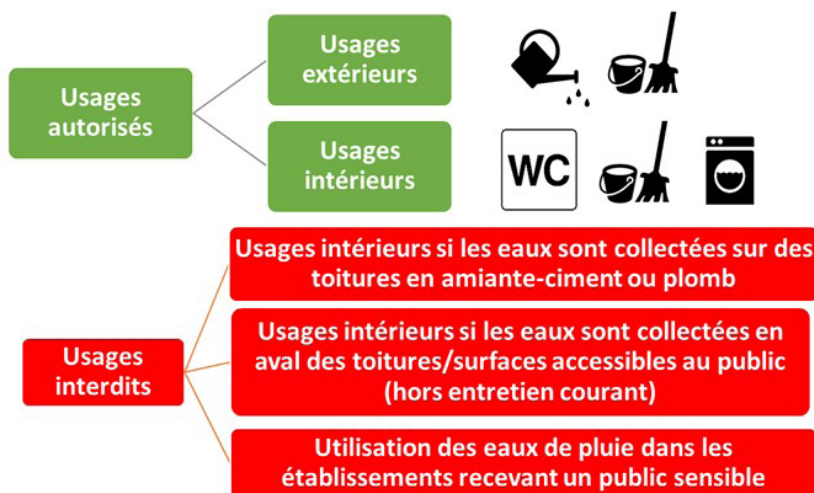 Usages
autorisés
Usages
extérieurs
Usages
intérieurs
WC
Usages
interdits
Usages intérieurs si les eaux sont collectées sur des
toitures en amiante-ciment ou plomb
Usages intérieurs si les eaux sont collectées en
aval des toitures/surfaces accessibles au public
(hors entretien courant)
Utilisation des eaux de pluie dans les
établissements recevant un public sensible